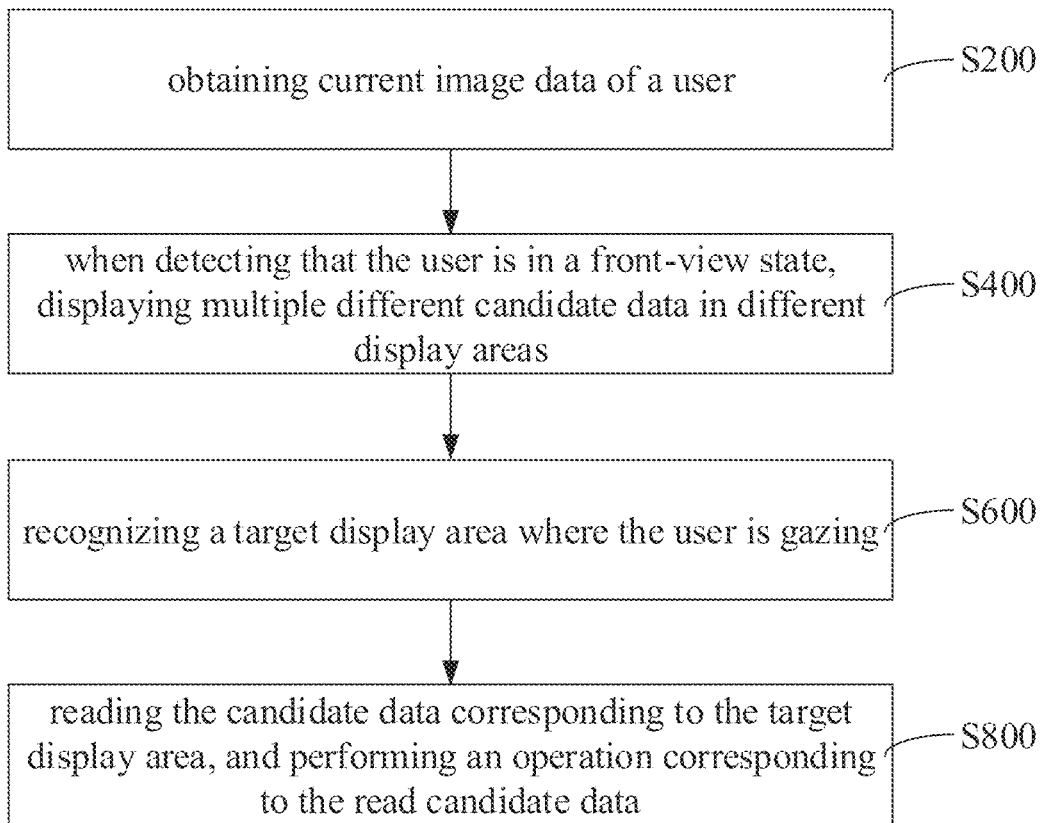 obtaining current image data of a user
S200
when detecting that the user is in a front-view state,
displaying multiple different candidate data in different
display areas
S400
recognizing a target display area where the user is gazing
S600
reading the candidate data corresponding to the target
display area, and performing an operation corresponding
to the read candidate data
S800